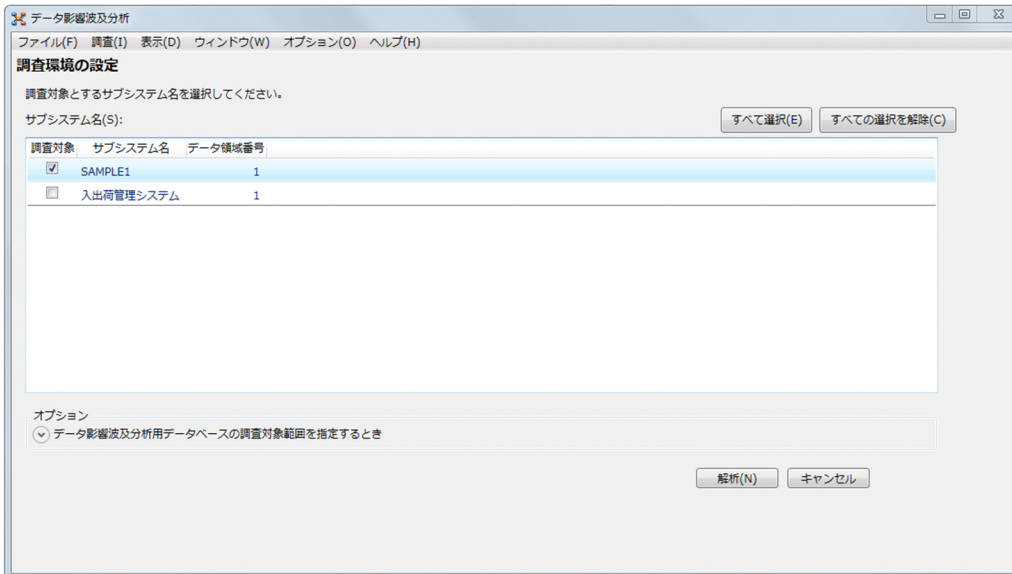 データ影響波及分析
ファイル(F) 調査(I) 表示(D) ウィンドウ(W) オプション(O) ヘルプ(H)
調査環境の設定
調査対象とするサブシステム名を選択してください。
サブシステム名(S): すべて選択(E) すべての選択を解除(C)
調査対象 サブシステム名 データ領域番号
SAMPLE1 1
入出荷管理システム 1
オプション
データ影響波及分析用データベースの調査対象範囲を指定するとき
解析(N) キャンセル